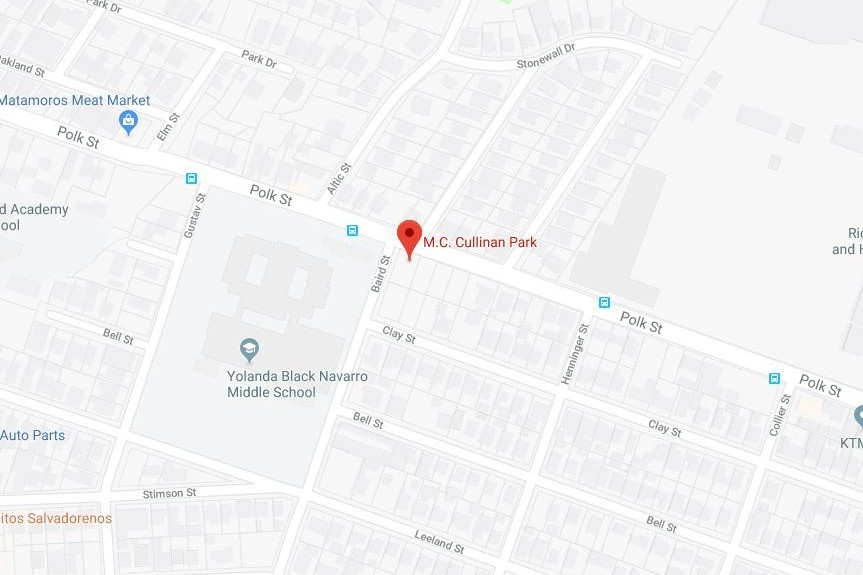 Park Dr
Oakland St
Park Dr
Stonewall Dr
Matamoros Meat Market
Elm St
Polk St
Altic St
Polk St
Gustav St
d Academy
ool
M.C. Cullinan Park
Ric
and H
Baird St
Polk St
Clay St
Bell St
Henninger St
Yolanda Black Navarro
Middle School
Polk St
Collier St
Bell St
Clay St
Auto Parts
KTM
Stimson St
itos Salvadorenos
Bell St
Leeland St